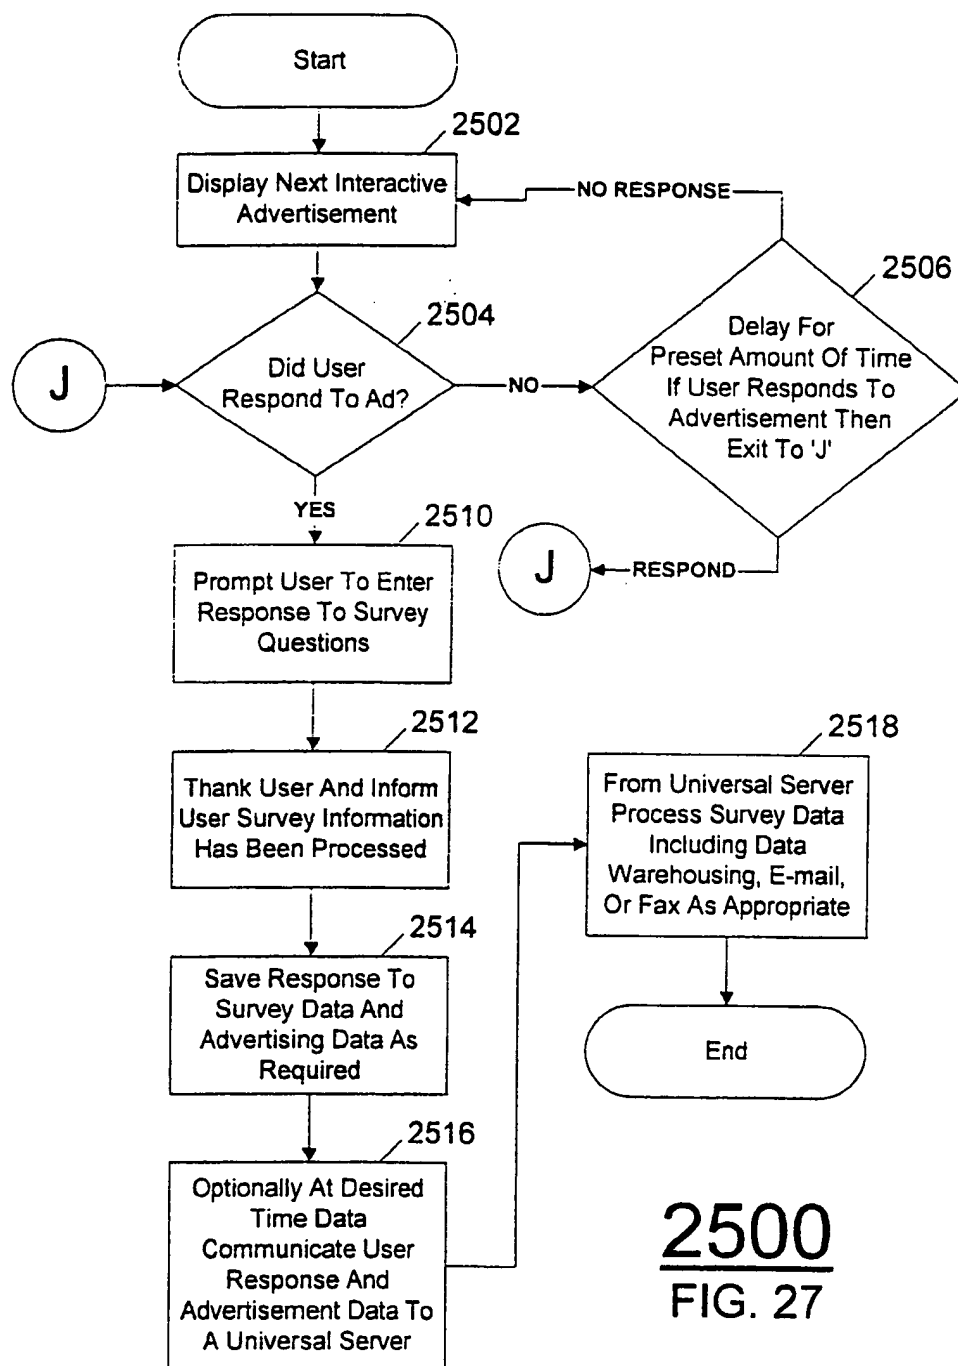 Start
2502
Display Next Interactive
Advertisement
NO RESPONSE
2506
Delay For
Preset Amount Of Time
If User Responds To
Advertisement Then
Exit To 'J'
2504
Did User
Respond To Ad?
J
NO
YES
RESPOND
J
2510
Prompt User To Enter
Response To Survey
Questions
2512
Thank User And Inform
User Survey Information
Has Been Processed
2514
Save Response To
Survey Data And
Advertising Data As
Required
2516
Optionally At Desired
Time Data
Communicate User
Response And
Advertisement Data To
A Universal Server
2518
From Universal Server
Process Survey Data
Including Data
Warehousing, E-mail,
Or Fax As Appropriate
End
2500
FIG. 27